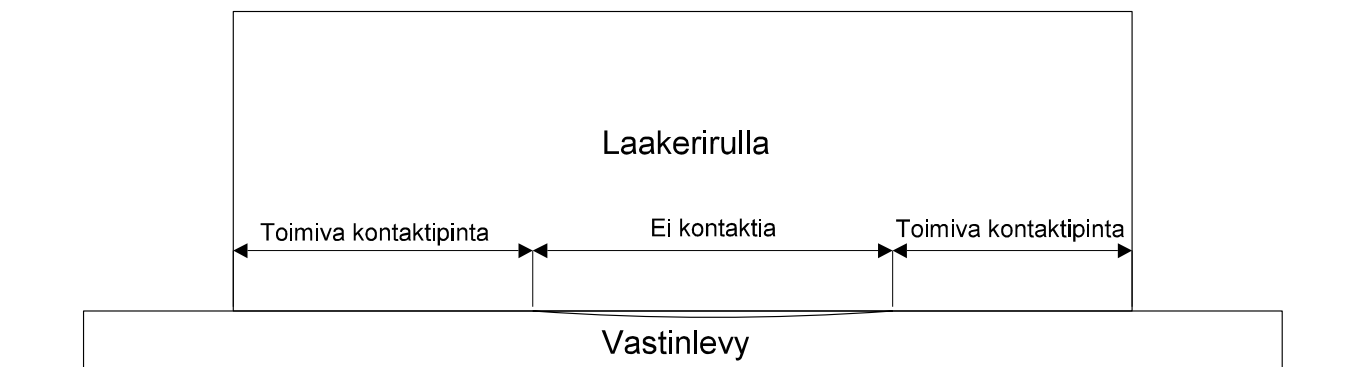 Laakerirulla
Toimiva kontaktipinta
Ei kontaktia
Toimiva kontaktipinta
Vastinlevy